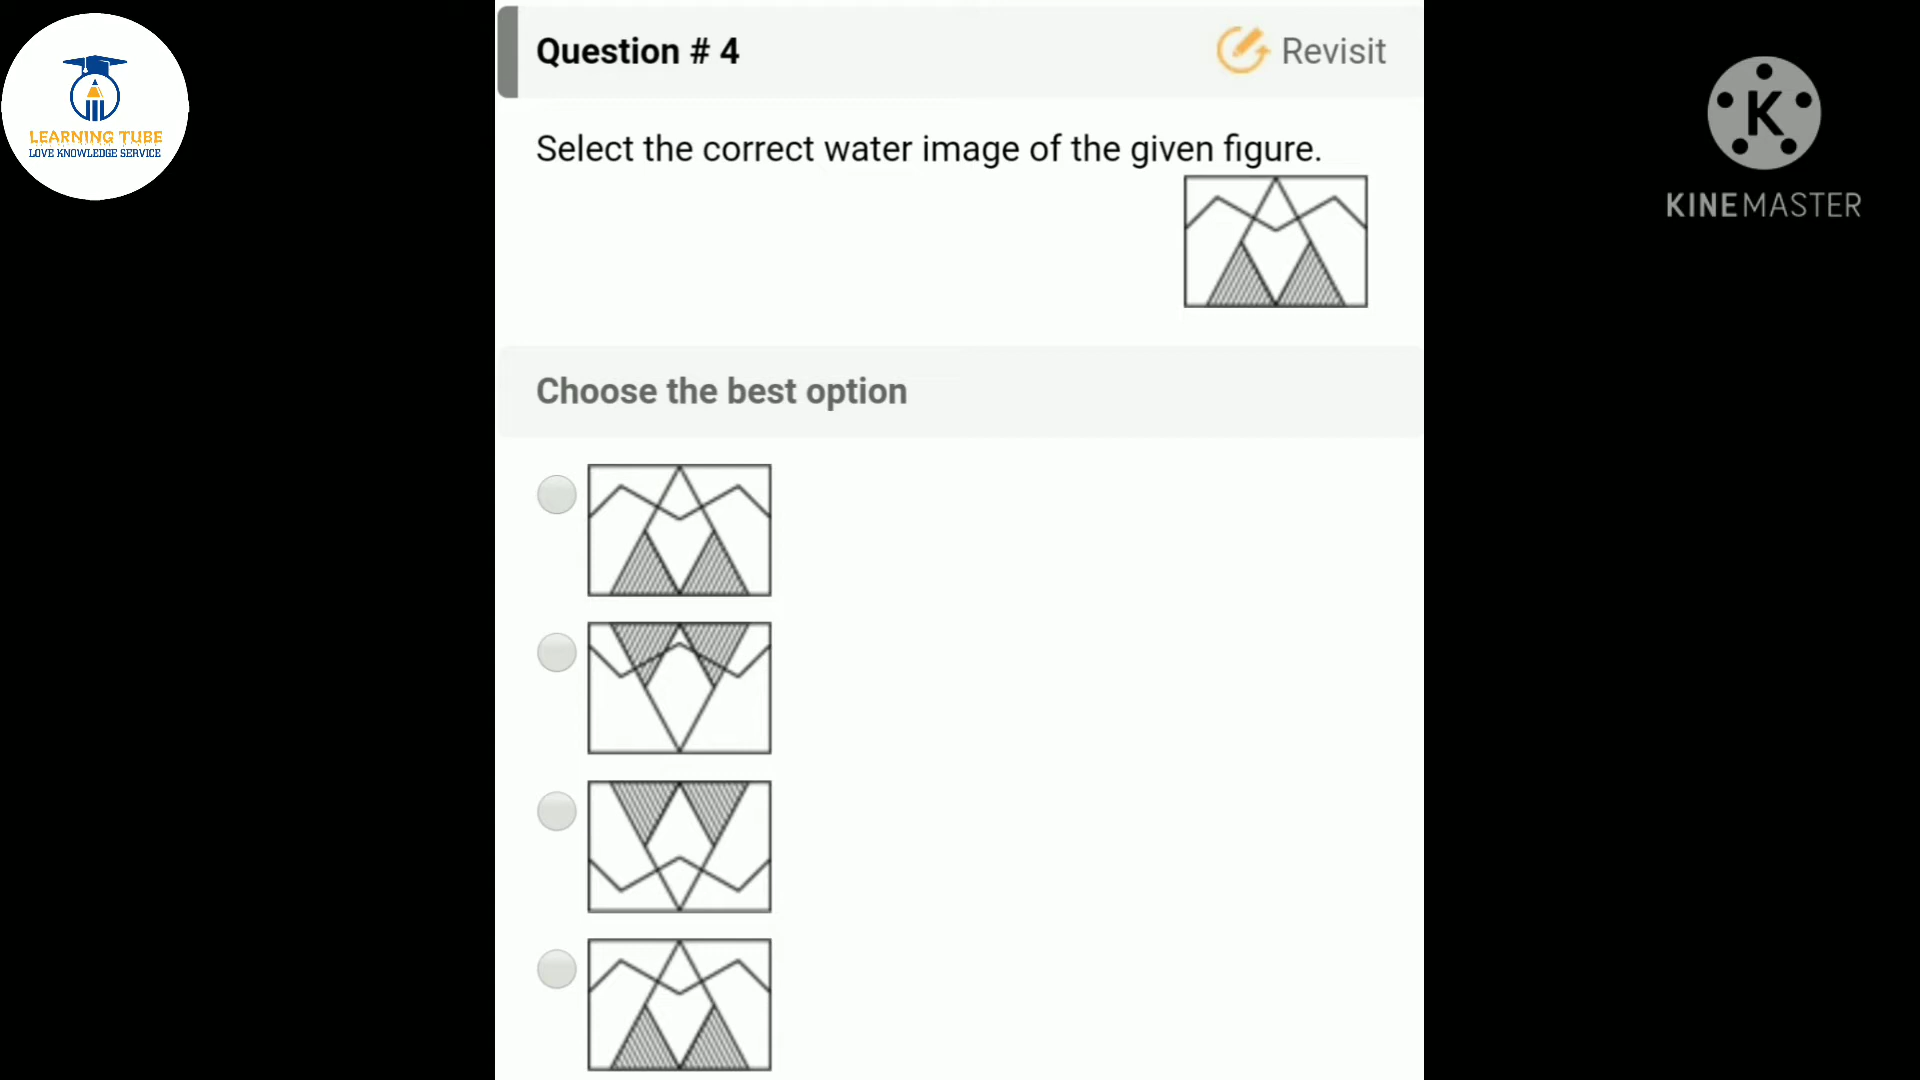 LEARNING TUBE
LOVE KNOWLEDGE SERVICE
Question # 4
Revisit
K
KINEMASTER
Select the correct water image of the given figure.
Choose the best option